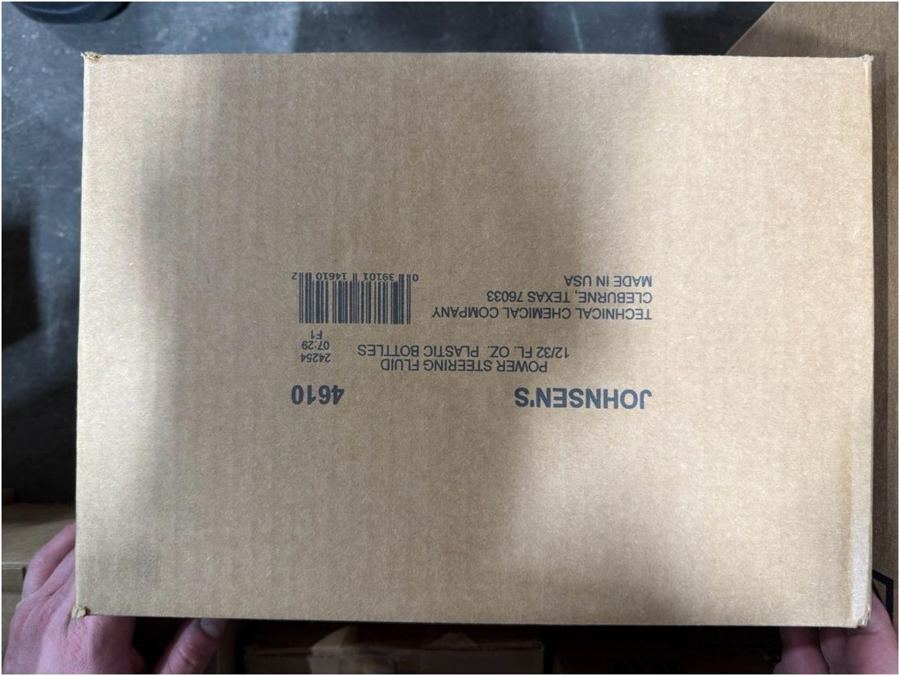 JOHNSEN'S 4610
POWER STEERING FLUID
12/32 FL. OZ. PLASTIC BOTTLES
24254
07:29
F1
TECHNICAL CHEMICAL COMPANY
CLEBURNE, TEXAS 76033
MADE IN USA
0 39101 14610 2